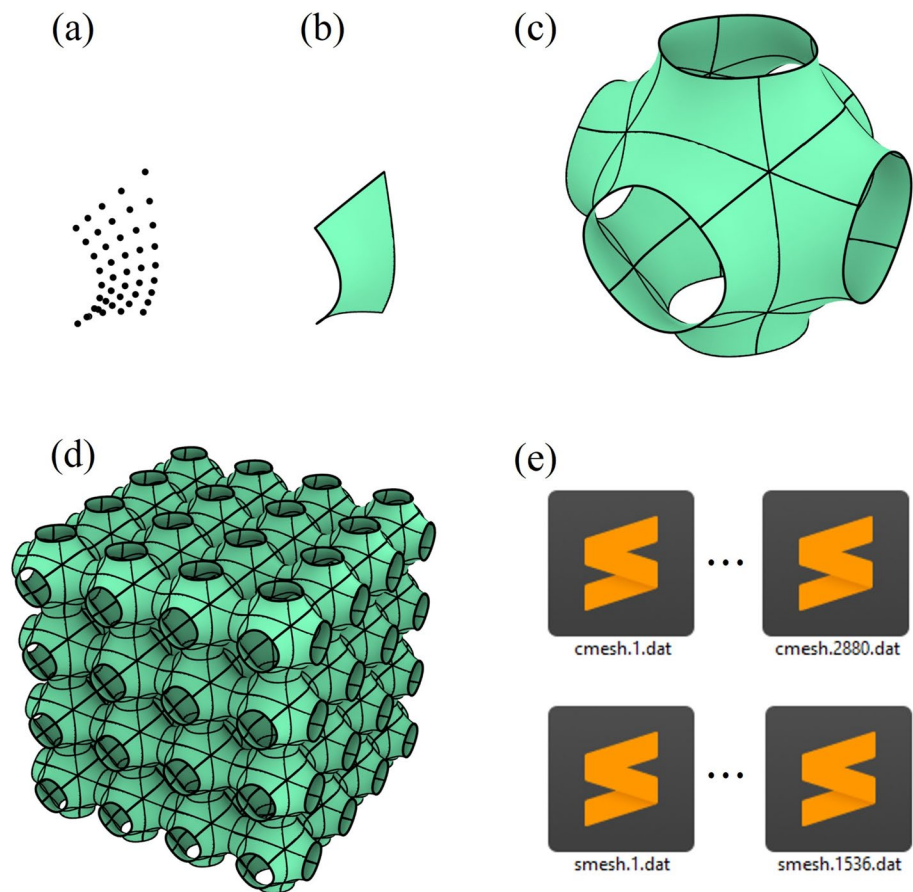 (a)
(b)
(c)
(d)
(e)
cmesh.1.dat
...
cmesh.2880.dat
smesh.1.dat
...
smesh.1536.dat